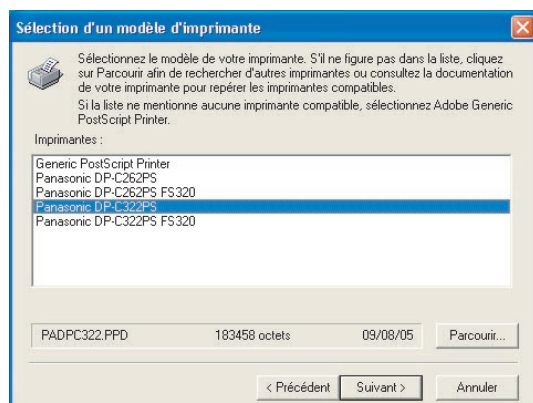 Sélection d'un modèle d'imprimante
Sélectionnez le modèle de votre imprimante. S'il ne figure pas dans la liste, cliquez
sur Parcourir afin de rechercher d'autres imprimantes ou consultez la documentation
de votre imprimante pour repérer les imprimantes compatibles.
Si la liste ne mentionne aucune imprimante compatible, sélectionnez Adobe Generic
PostScript Printer.
Imprimantes :
Generic PostScript Printer
Panasonic DP-C262PS
Panasonic DP-C262PS FS320
Panasonic DP-C322PS
Panasonic DP-C322PS FS320
PADPC322.PPD 183458 octets 09/08/05 Parcourir...
< Précédent Suivant > Annuler